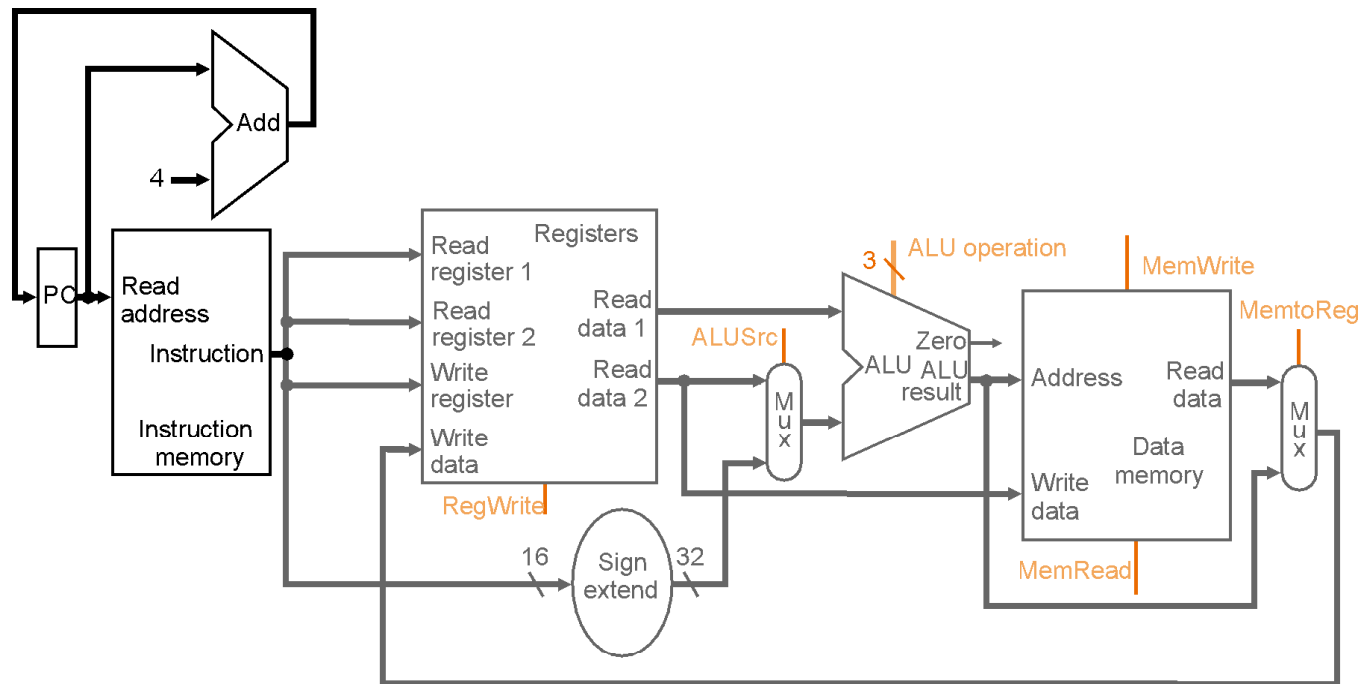 Add
4
PC
Read
address
Instruction
Instruction
memory
Registers
Read
register 1
Read
register 2
Write
register
Write
data
Read
data 1
Read
data 2
RegWrite
16
Sign
extend
32
ALUSrc
Mux
3
ALU operation
Zero
ALU
ALU
result
MemWrite
Address
Read
data
Write
data
Data
memory
MemRead
MemtoReg
Mux